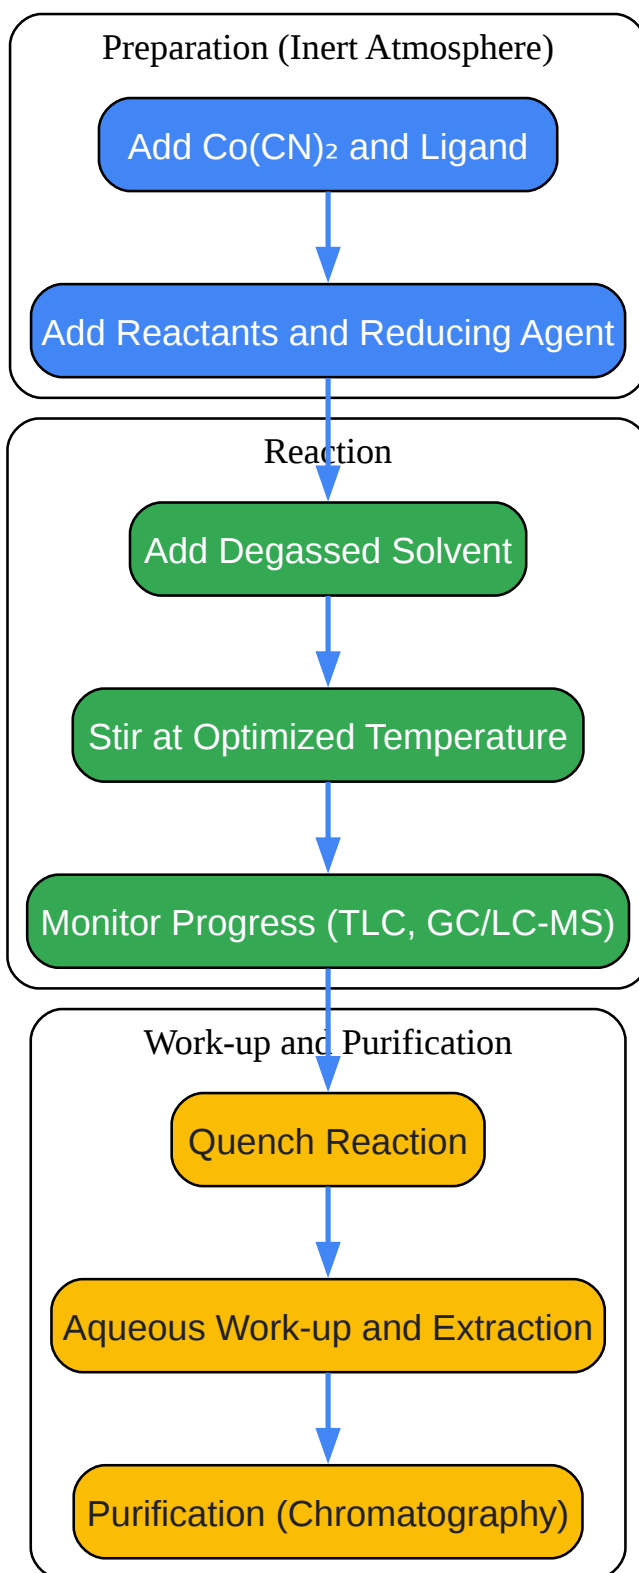 Preparation (Inert Atmosphere)
Add Co(CN)₂ and Ligand
Add Reactants and Reducing Agent
Reaction
Add Degassed Solvent
Stir at Optimized Temperature
Monitor Progress (TLC, GC/LC-MS)
Work-up and Purification
Quench Reaction
Aqueous Work-up and Extraction
Purification (Chromatography)